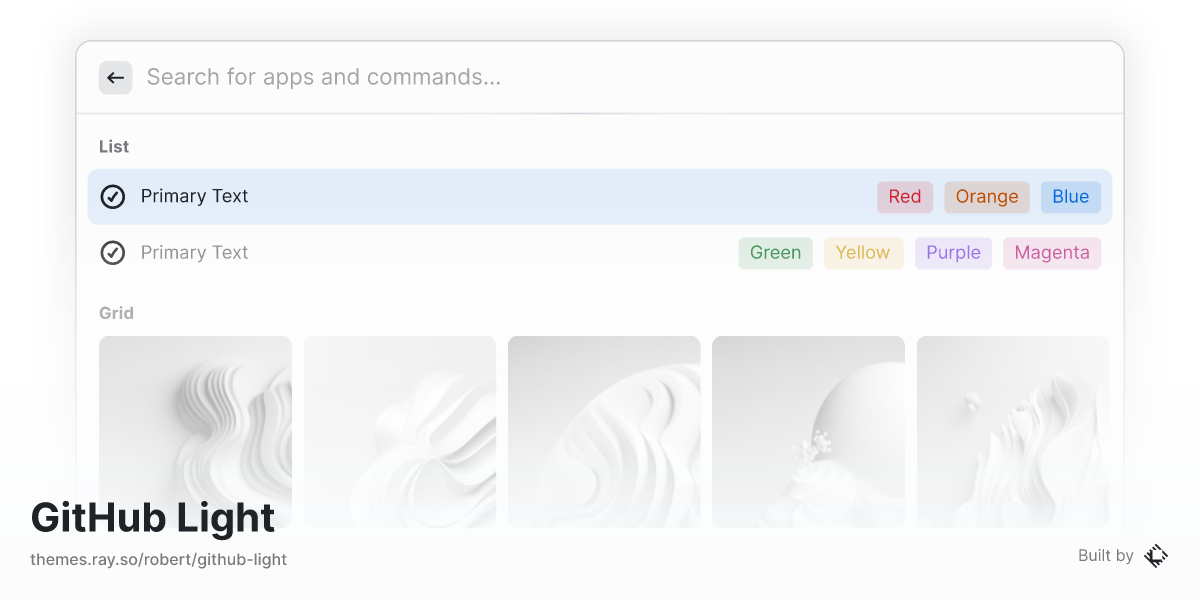 Search for apps and commands...
List
Primary Text Red Orange Blue
Primary Text Green Yellow Purple Magenta
Grid
GitHub Light
themes.ray.so/robert/github-light
Built by